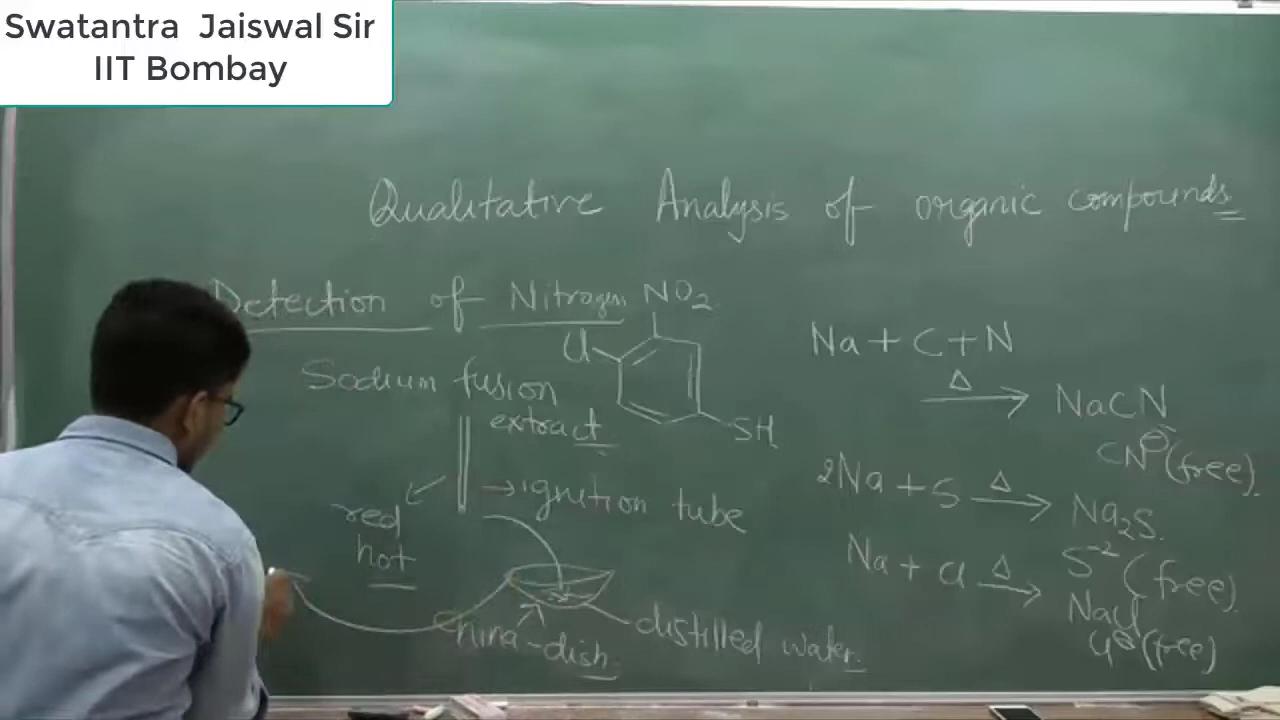 Swatantra Jaiswal Sir
IIT Bombay
Qualitative Analysis of organic compounds
Detection of Nitrogen
NO2
Cl
SH
Sodium fusion
extract
→ ignition tube
red
hot
China-dish
distilled water
Na + C + N
Δ → NaCN
CN⊖ (free)
2Na + S Δ → Na2S
S-2 (free)
Na + Cl Δ → NaCl
Cl⊖ (free)